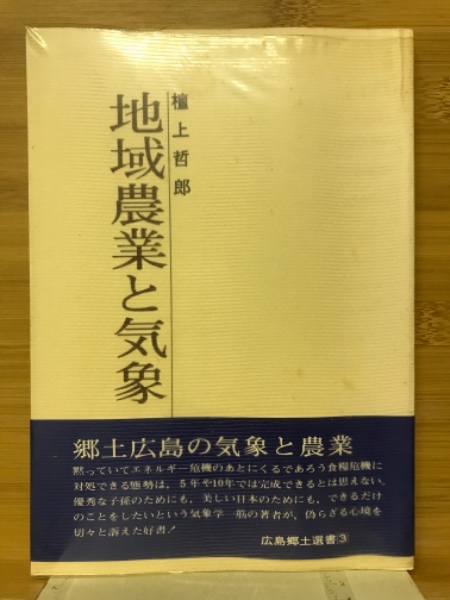 地域農業と気象
檀上哲郎
郷土広島の気象と農業
黙っていてエネルギー危機のあとにくるであろう食糧危機に
対処できる態勢は、5年や10年では完成できるとは思えない。
優秀な子孫のためにも、美しい日本のためにも、できるだけ
のことをしたいという気象学一筋の著者が、偽らざる心境を
切々と訴えた好書!
広島郷土選書③